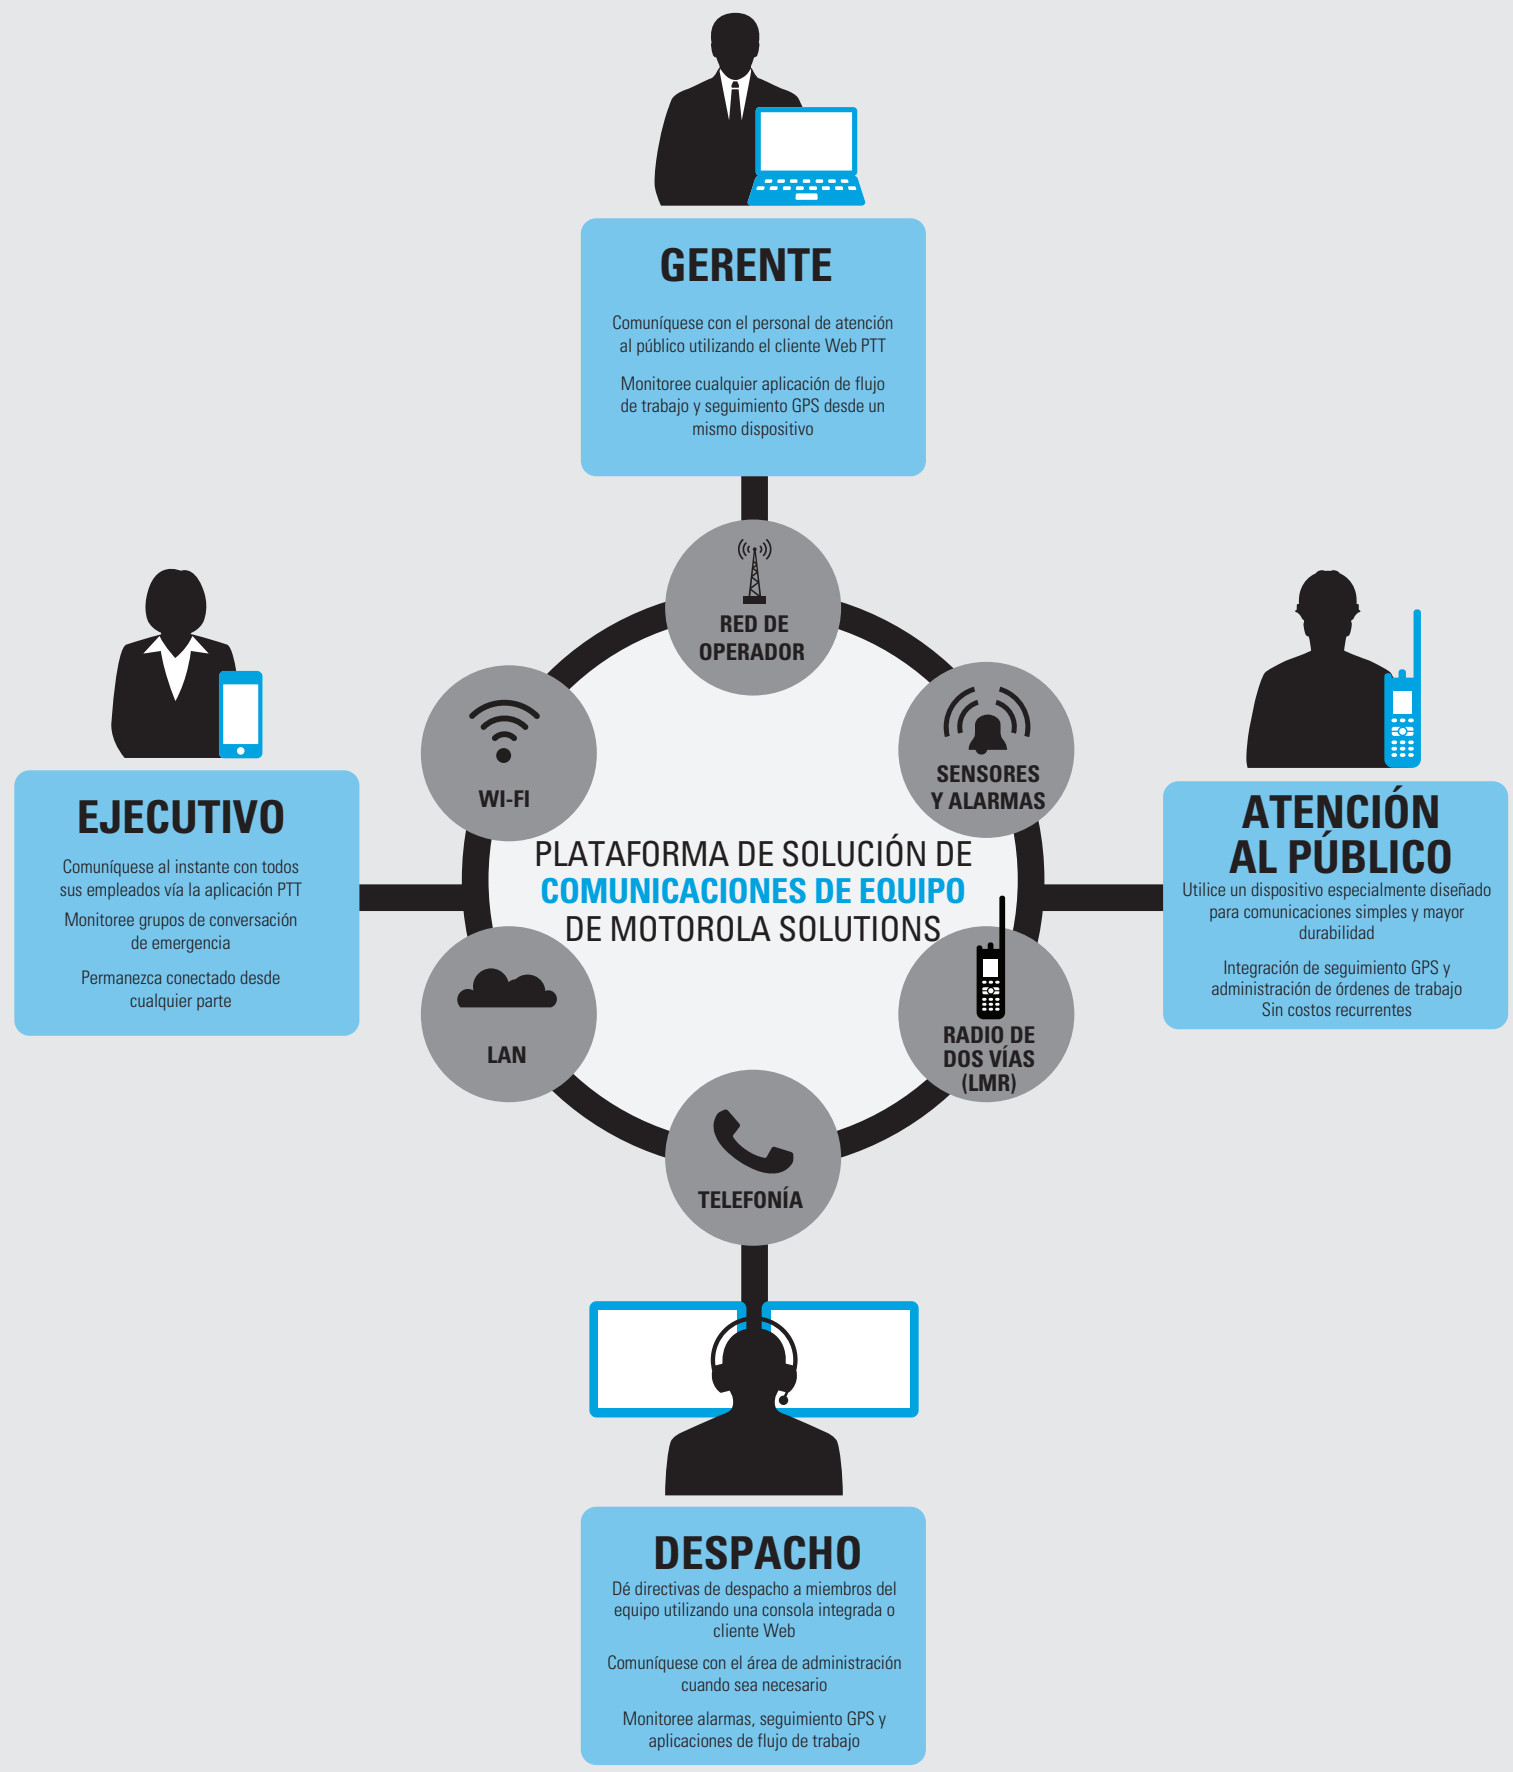 GERENTE
Comuníquese con el personal de atención
al público utilizando el cliente Web PTT
Monitoree cualquier aplicación de flujo
de trabajo y seguimiento GPS desde un
mismo dispositivo
RED DE
OPERADOR
WI-FI
SENSORES
Y ALARMAS
EJECUTIVO
Comuníquese al instante con todos
sus empleados vía la aplicación PTT
Monitoree grupos de conversación
de emergencia
Permanezca conectado desde
cualquier parte
PLATAFORMA DE SOLUCIÓN DE
COMUNICACIONES DE EQUIPO
DE MOTOROLA SOLUTIONS
ATENCIÓN
AL PÚBLICO
Utilice un dispositivo especialmente diseñado
para comunicaciones simples y mayor
durabilidad
Integración de seguimiento GPS y
administración de órdenes de trabajo
Sin costos recurrentes
LAN
RADIO DE
DOS VÍAS
(LMR)
TELEFONÍA
DESPACHO
Dé directivas de despacho a miembros del
equipo utilizando una consola integrada o
cliente Web
Comuníquese con el área de administración
cuando sea necesario
Monitoree alarmas, seguimiento GPS y
aplicaciones de flujo de trabajo